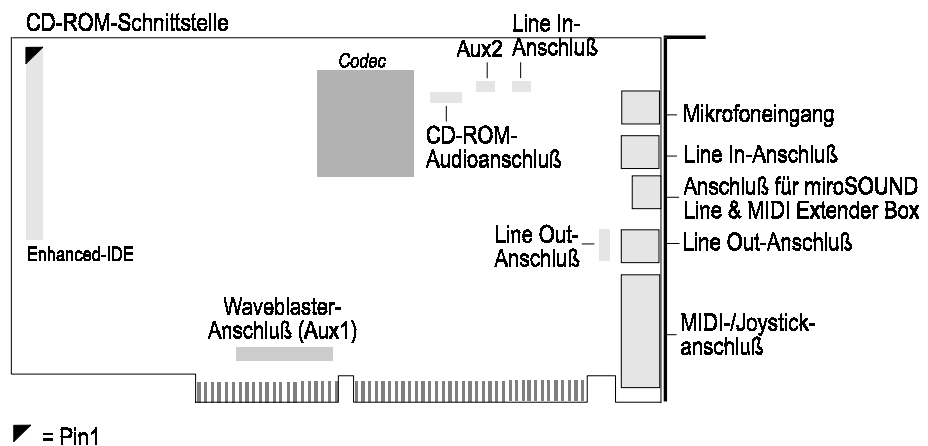 CD-ROM-Schnittstelle
Codec
Aux2
Line In-
Anschluß
CD-ROM-
Audioanschluß
Mikrofoneingang
Line In-Anschluß
Anschluß für miroSOUND
Line & MIDI Extender Box
Line Out-
Anschluß
Line Out-Anschluß
Enhanced-IDE
Waveblaster-
Anschluß (Aux1)
MIDI-/Joystick-
anschluß
= Pin1